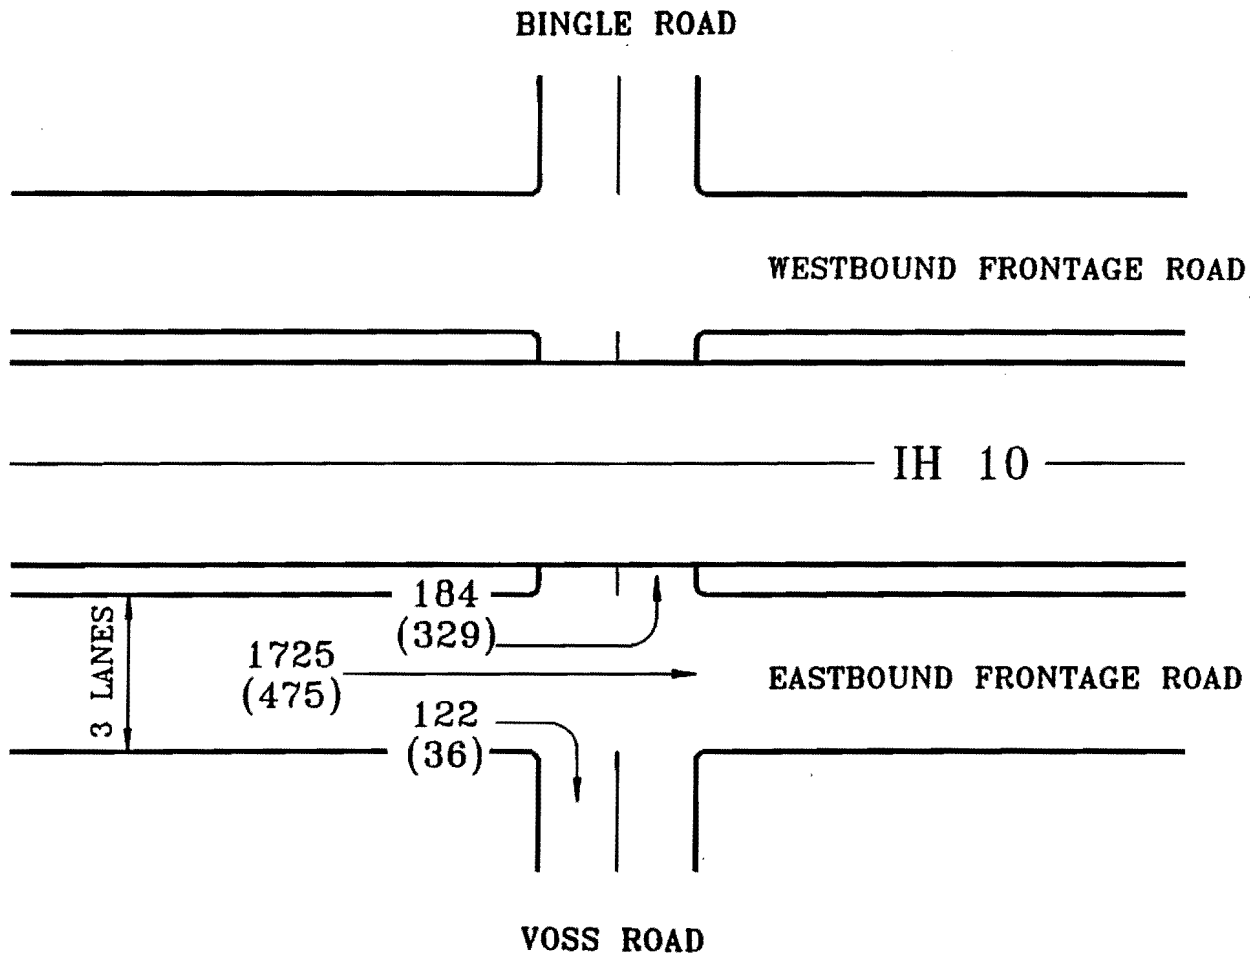 BINGLE ROAD
WESTBOUND FRONTAGE ROAD
IH 10
184
(329)
3 LANES
1725
(475)
EASTBOUND FRONTAGE ROAD
122
(36)
VOSS ROAD